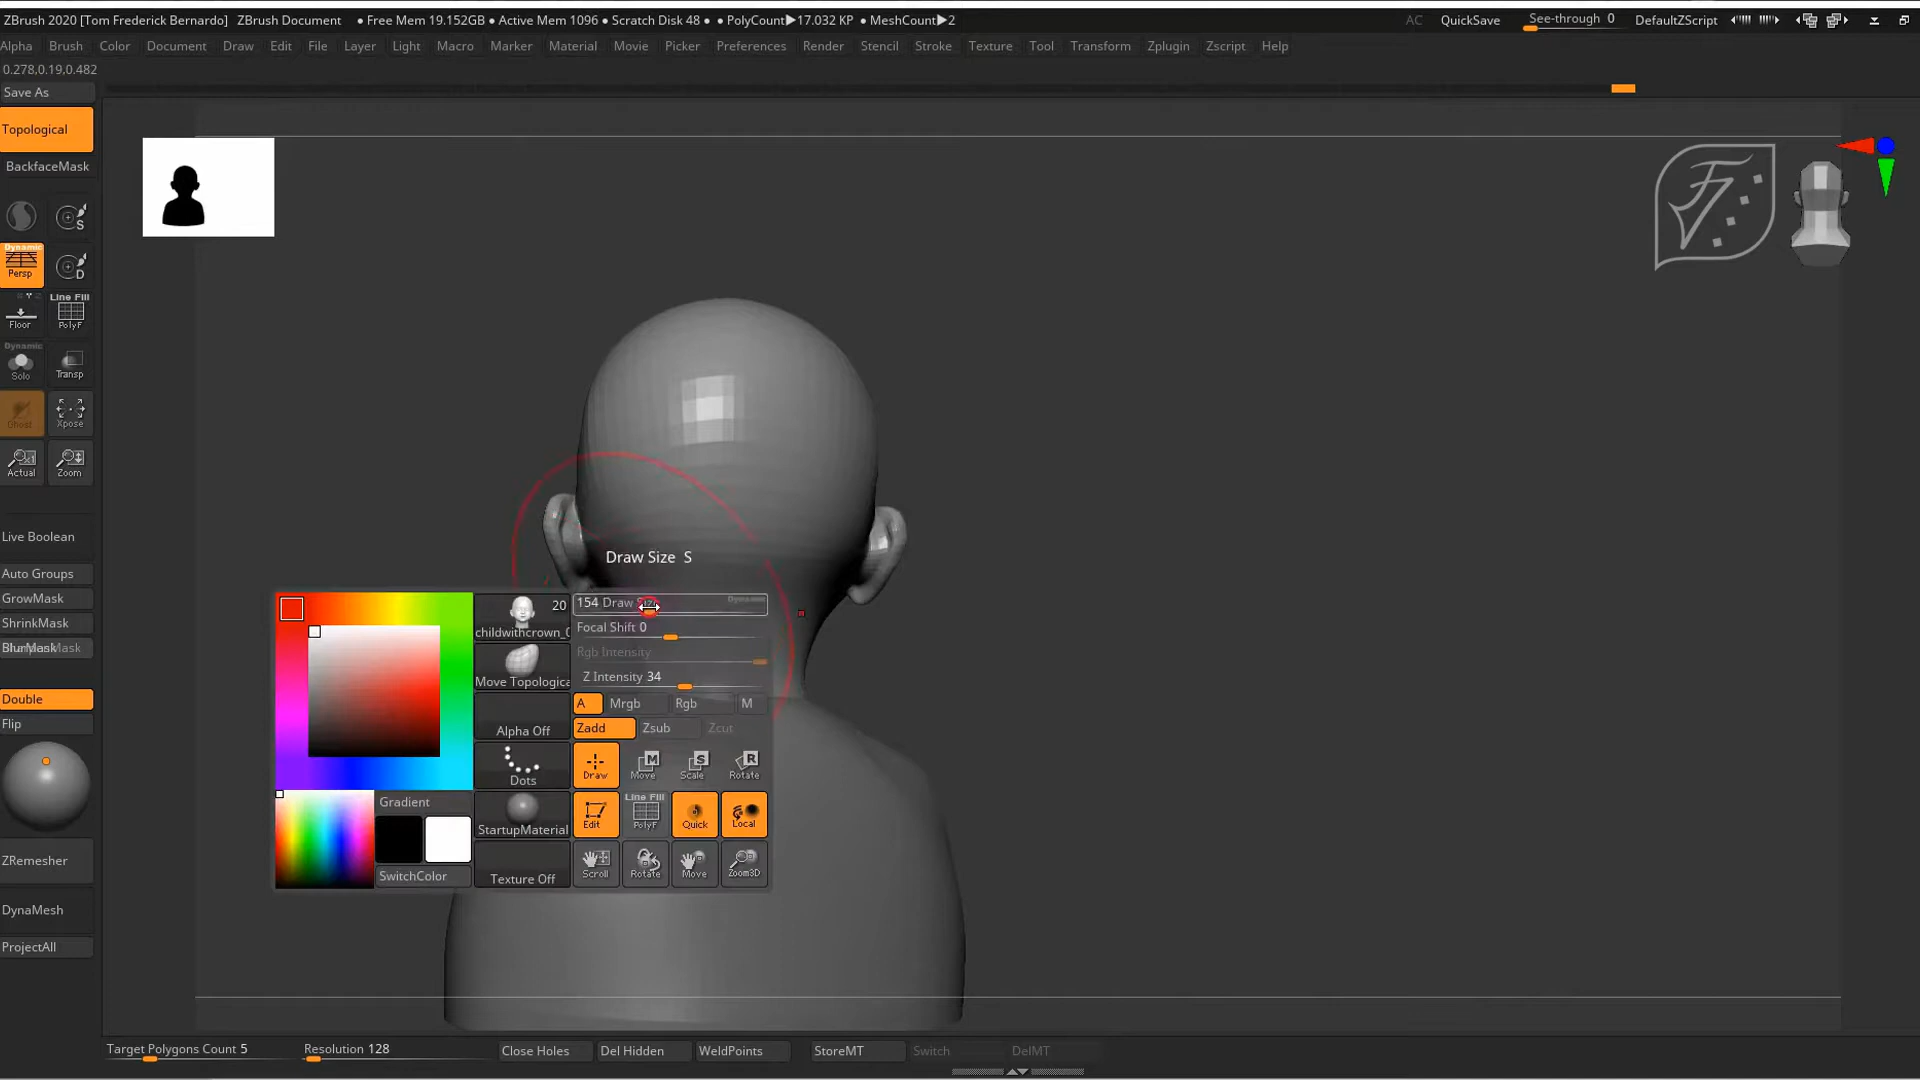 ZBrush 2020 [Tom Frederick Bernardo] ZBrush Document ● Free Mem 19.152GB ● Active Mem 1096 ● Scratch Disk 48 ● ● PolyCount▶17.032 KP ● MeshCount▶2 AC QuickSave See-through 0 DefaultZScript
Alpha Brush Color Document Draw Edit File Layer Light Macro Marker Material Movie Picker Preferences Render Stencil Stroke Texture Tool Transform Zplugin Zscript Help
0.278,0.19,0.482
Save As
Topological
BackfaceMask
S
Dynamic
Persp
D
Line Fill
Floor
PolyF
Dynamic
Solo
Transp
Ghost
Xpose
Actual
Zoom
Live Boolean
Auto Groups
GrowMask
ShrinkMask
BlurMask
Double
Flip
ZRemesher
DynaMesh
ProjectAll
Draw Size S
20
childwithcrown_0
Move Topologica
Alpha Off
Dots
StartupMaterial
Texture Off
Gradient
SwitchColor
154 Draw Size Dynamic
Focal Shift 0
Rgb Intensity
Z Intensity 34
A Mrgb Rgb M
Zadd Zsub Zcut
Draw Move Scale Rotate
Line Fill
Edit PolyF Quick Local
Scroll Rotate Move Zoom3D
Target Polygons Count 5 Resolution 128 Close Holes Del Hidden WeldPoints StoreMT Switch DelMT